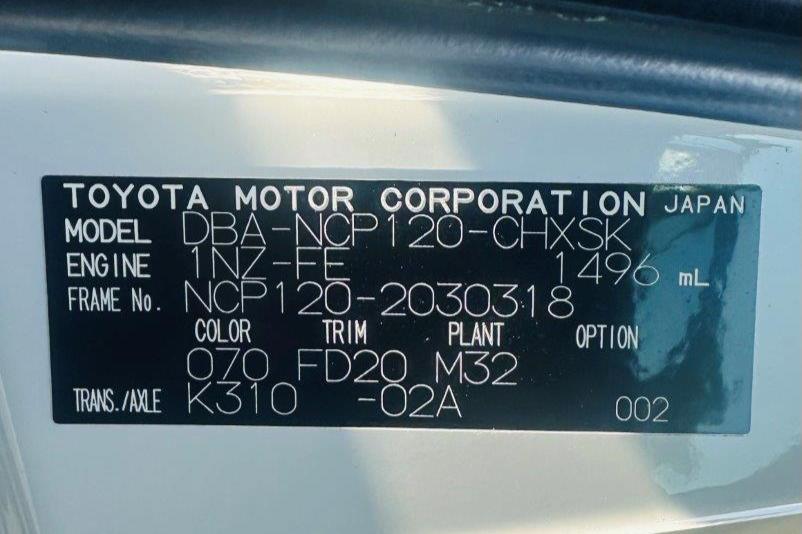 TOYOTA MOTOR CORPORATION JAPAN
MODEL DBA-NCP120-CHXSK
ENGINE 1NZ-FE 1496 mL
FRAME No. NCP120-2030318
COLOR TRIM PLANT OPTION
070 FD20 M32
TRANS./AXLE K310 -02A 002